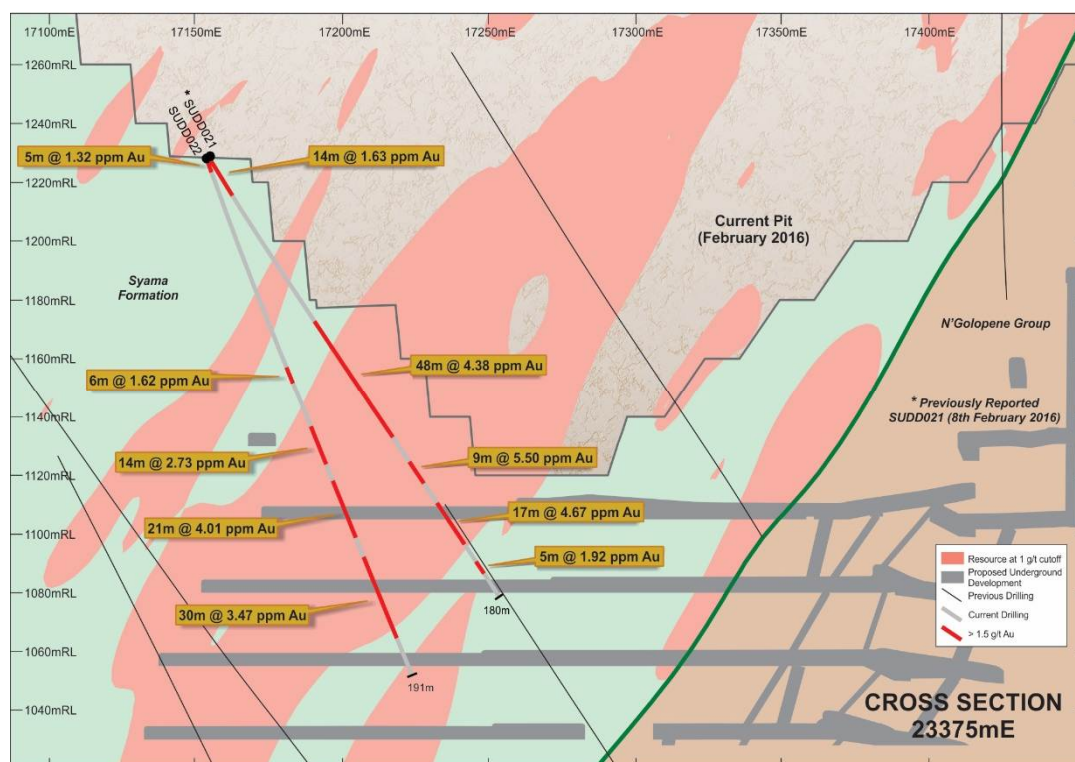 17100mE
17150mE
17200mE
17250mE
17300mE
17350mE
17400mE
1260mRL
1240mRL
1220mRL
1200mRL
1180mRL
1160mRL
1140mRL
1120mRL
1100mRL
1080mRL
1060mRL
1040mRL
* SUDD021
SUDD022
5m @ 1.32 ppm Au
14m @ 1.63 ppm Au
Current Pit
(February 2016)
Syama
Formation
N'Golopene Group
48m @ 4.38 ppm Au
6m @ 1.62 ppm Au
* Previously Reported
SUDD021 (8th February 2016)
14m @ 2.73 ppm Au
9m @ 5.50 ppm Au
21m @ 4.01 ppm Au
17m @ 4.67 ppm Au
5m @ 1.92 ppm Au
30m @ 3.47 ppm Au
180m
191m
Resource at 1 g/t cutoff
Proposed Underground
Development
Previous Drilling
Current Drilling
> 1.5 g/t Au
CROSS SECTION
23375mE